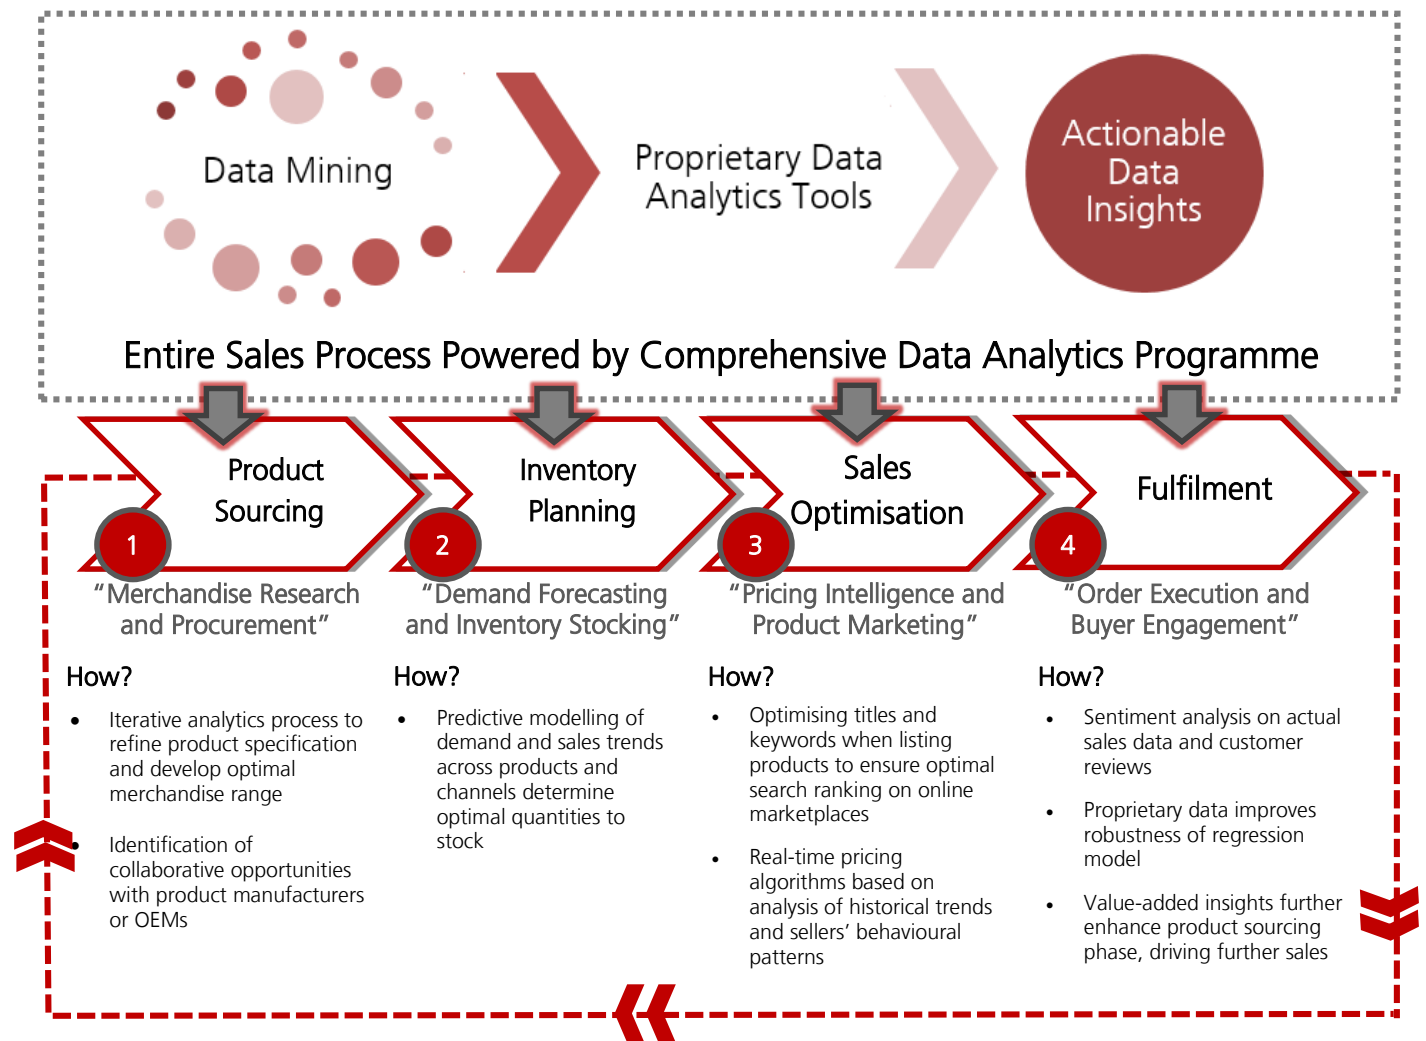 Data Mining
Proprietary Data
Analytics Tools
Actionable
Data
Insights
Entire Sales Process Powered by Comprehensive Data Analytics Programme
Product
Sourcing
1
“Merchandise Research
and Procurement”
How?
• Iterative analytics process to
refine product specification
and develop optimal
merchandise range
• Identification of
collaborative opportunities
with product manufacturers
or OEMs
Inventory
Planning
2
“Demand Forecasting
and Inventory Stocking”
How?
• Predictive modelling of
demand and sales trends
across products and
channels determine
optimal quantities to
stock
Sales
Optimisation
3
“Pricing Intelligence and
Product Marketing”
How?
• Optimising titles and
keywords when listing
products to ensure optimal
search ranking on online
marketplaces
• Real-time pricing
algorithms based on
analysis of historical trends
and sellers’ behavioural
patterns
Fulfilment
4
“Order Execution and
Buyer Engagement”
How?
• Sentiment analysis on actual
sales data and customer
reviews
• Proprietary data improves
robustness of regression
model
• Value-added insights further
enhance product sourcing
phase, driving further sales